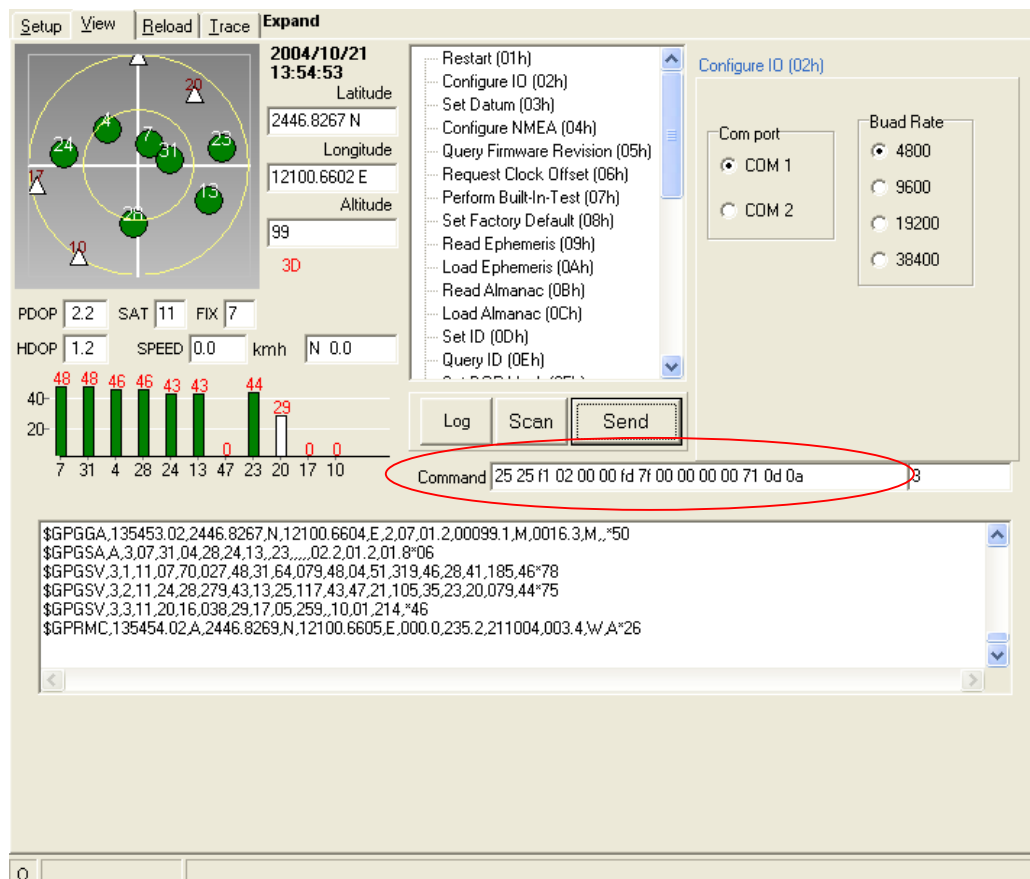 Setup View Reload Trace Expand
2004/10/21
13:54:53
Latitude
2446.8267 N
Longitude
12100.6602 E
Altitude
99
3D
20
4
7
24
31
23
17
13
28
10
PDOP 2.2 SAT 11 FIX 7
HDOP 1.2 SPEED 0.0 kmh N 0.0
48 48 46 46 43 43 0 44 29 0 0
40-
20-
7 31 4 28 24 13 47 23 20 17 10
Restart (01h)
Configure IO (02h)
Set Datum (03h)
Configure NMEA (04h)
Query Firmware Revision (05h)
Request Clock Offset (06h)
Perform Built-In-Test (07h)
Set Factory Default (08h)
Read Ephemeris (09h)
Load Ephemeris (0Ah)
Read Almanac (0Bh)
Load Almanac (0Ch)
Set ID (0Dh)
Query ID (0Eh)
Log Scan Send
Configure IO (02h)
Com port
COM 1
COM 2
Buad Rate
4800
9600
19200
38400
Command 25 25 f1 02 00 00 fd 7f 00 00 00 00 71 0d 0a 3
$GPGGA,135453.02,2446.8267,N,12100.6604,E,2,07,01.2,00099.1,M,0016.3,M,,*50
$GPGSA,A,3,07,31,04,28,24,13,,23,,,,,02.2,01.2,01.8*06
$GPGSV,3,1,11,07,70,027,48,31,64,079,48,04,51,319,46,28,41,185,46*78
$GPGSV,3,2,11,24,28,279,43,13,25,117,43,47,21,105,35,23,20,079,44*75
$GPGSV,3,3,11,20,16,038,29,17,05,259,,10,01,214,*46
$GPRMC,135454.02,A,2446.8269,N,12100.6605,E,000.0,235.2,211004,003.4,W,A*26
O